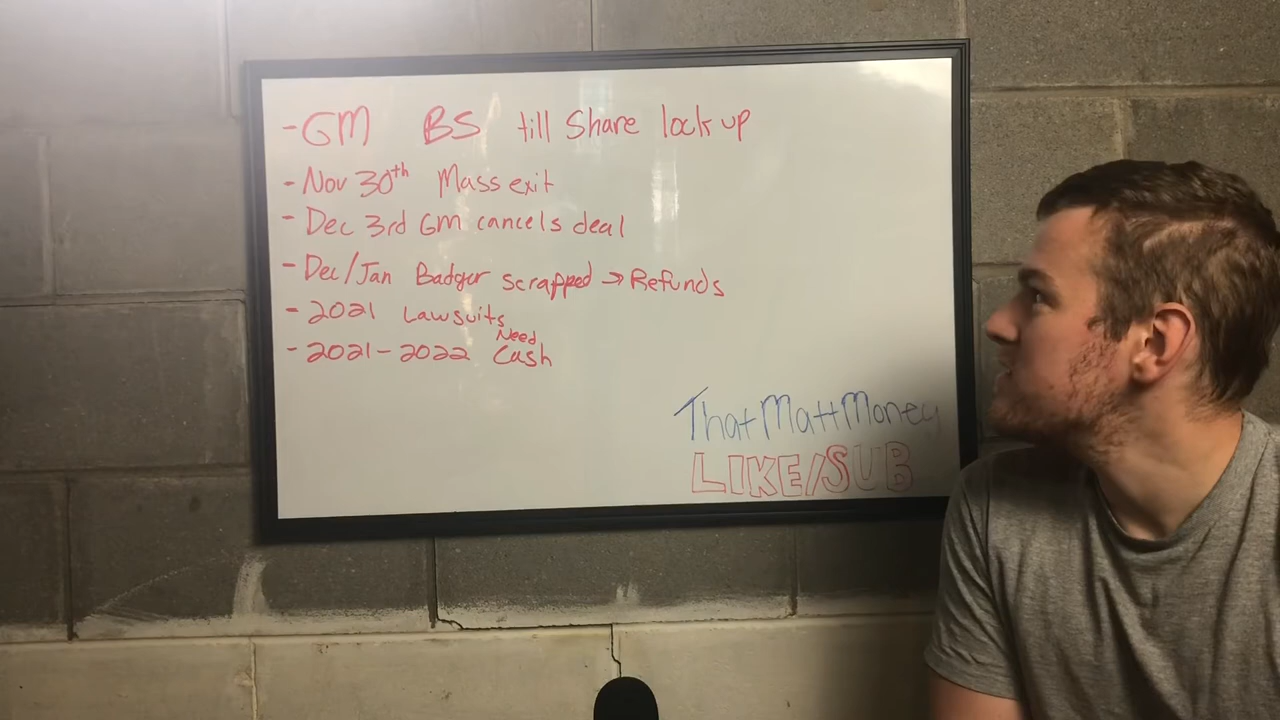 - GM BS till Share lock up
- Nov 30th Mass exit
- Dec 3rd GM cancels deal
- Dec/Jan Badger scrapped → Refunds
- 2021 Lawsuits
Need
- 2021-2022 Cash
ThatMattMoney
LIKE/SUB